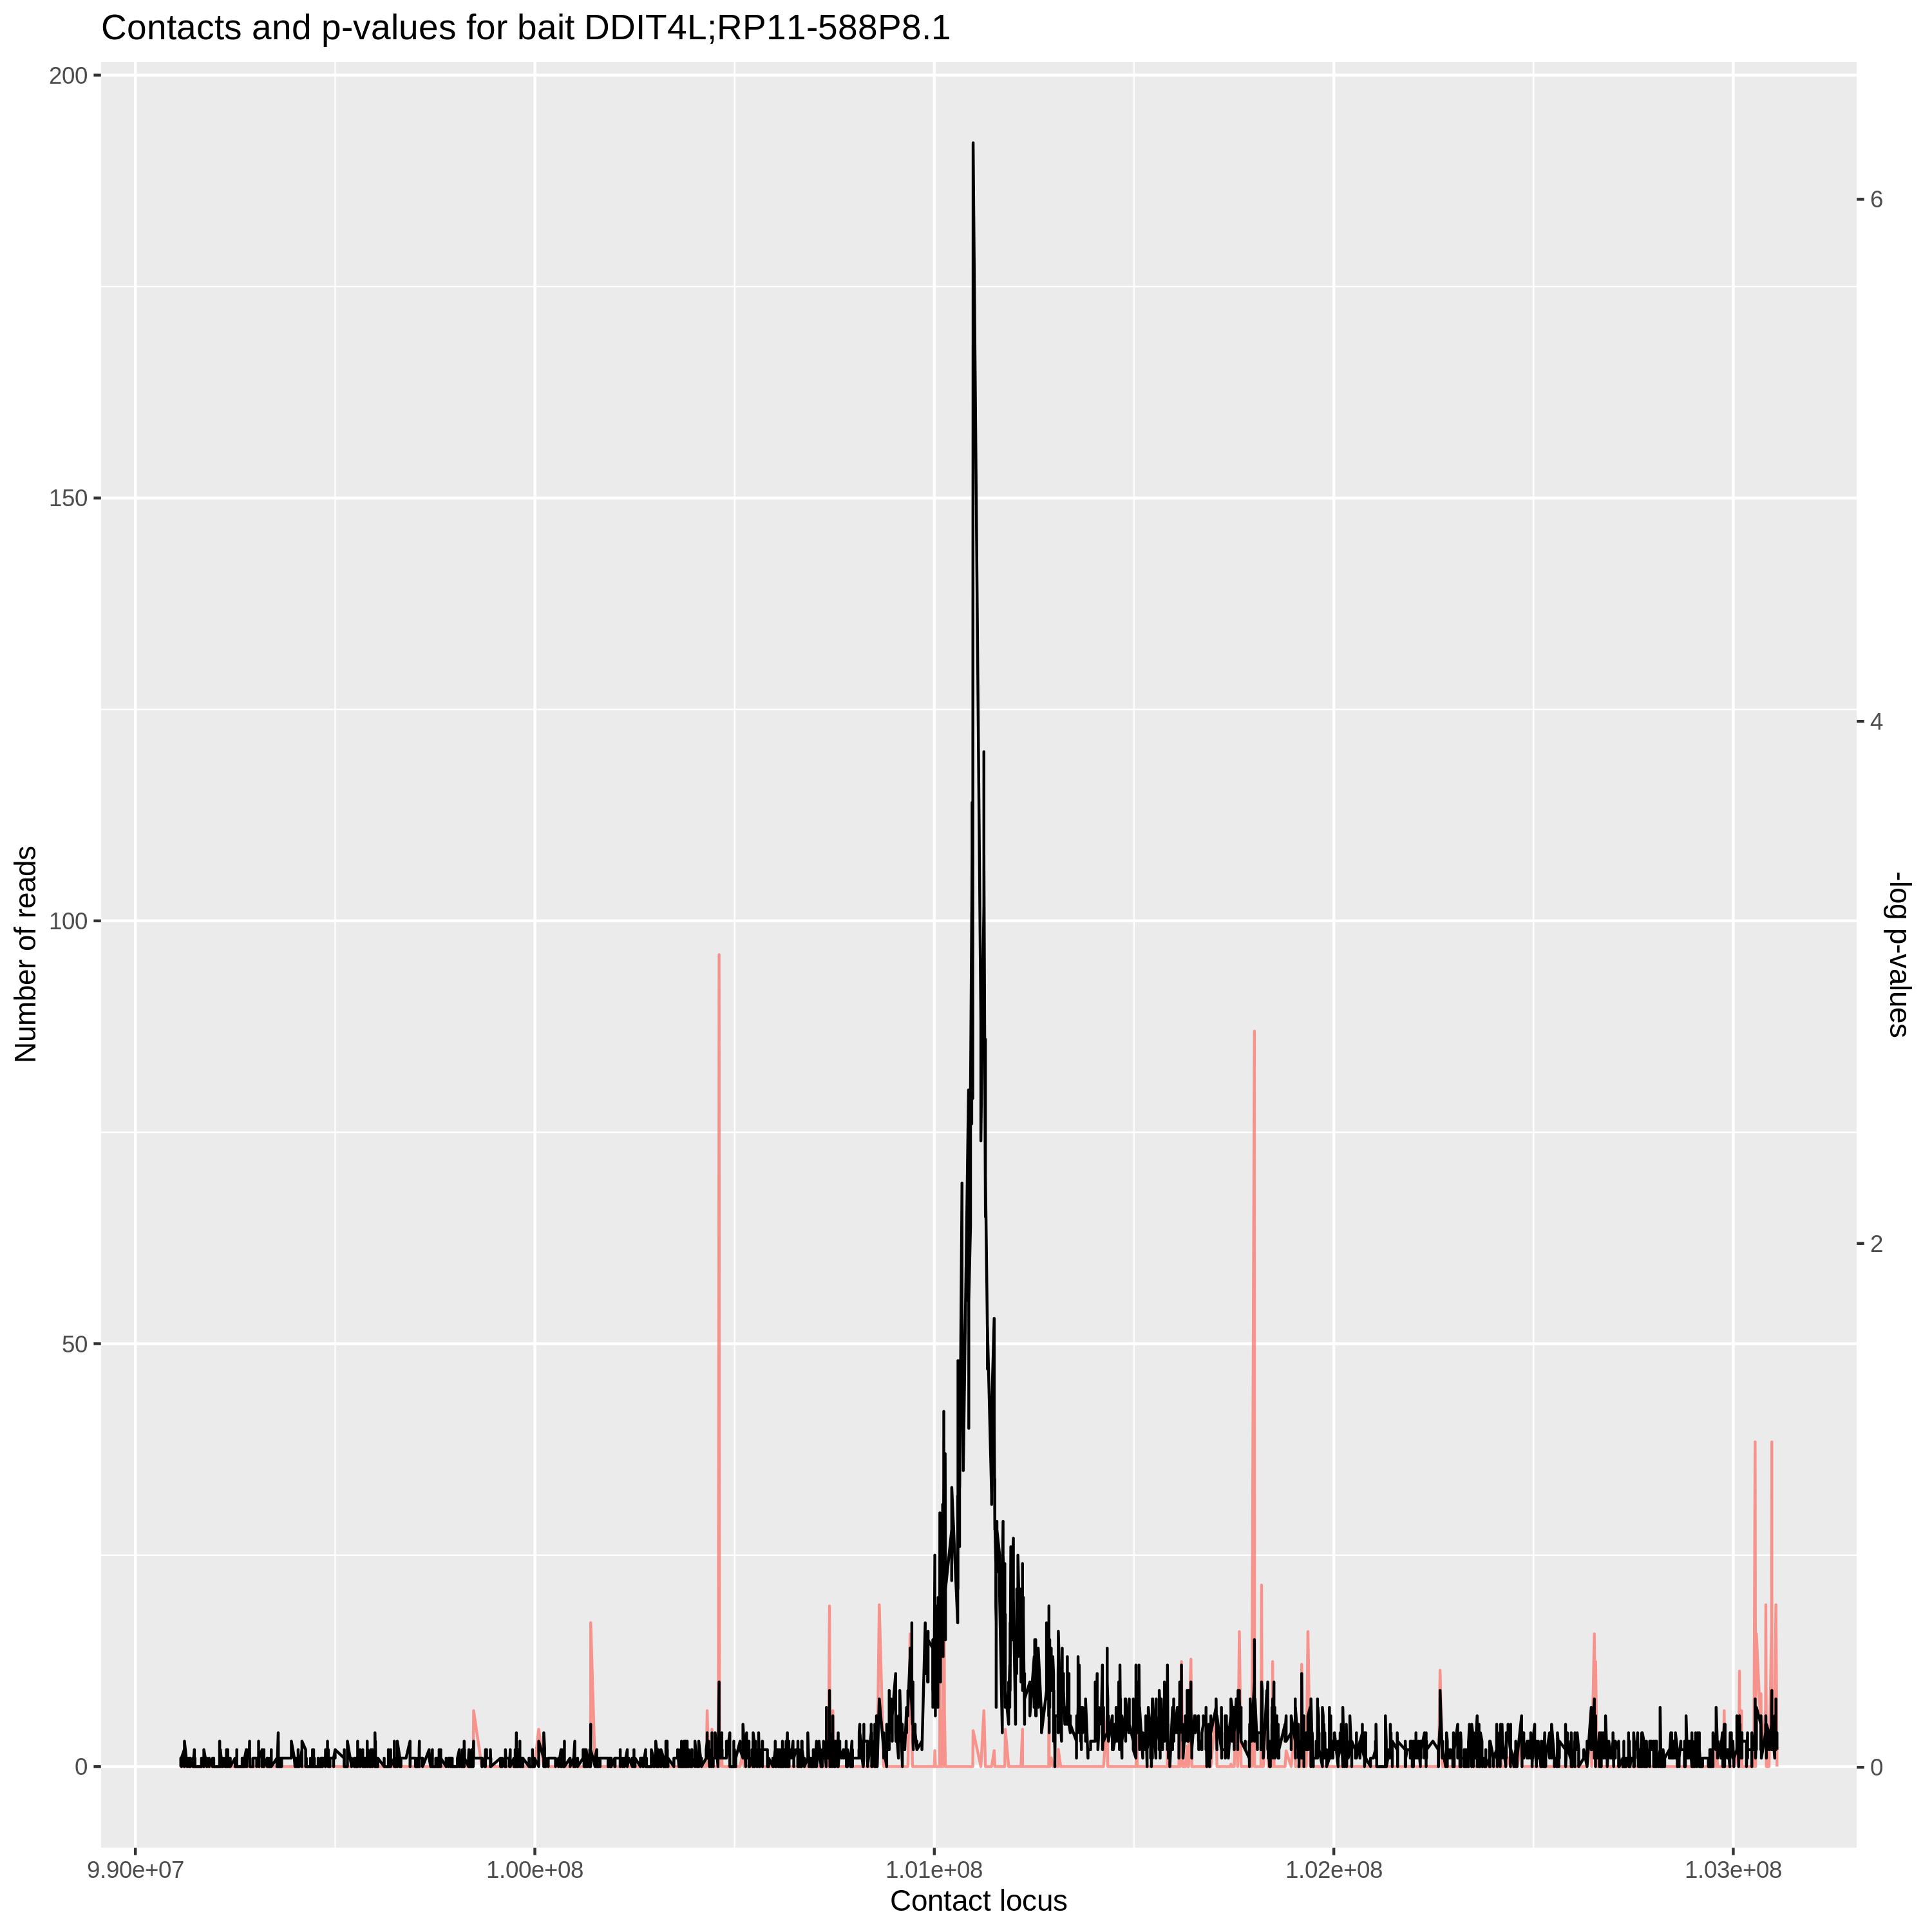 Contacts and p-values for bait DDIT4L;RP11-588P8.1
200
150
100
50
0
Number of reads
6
4
2
0
-log p-values
9.90e+07 1.00e+08 1.01e+08 1.02e+08 1.03e+08
Contact locus